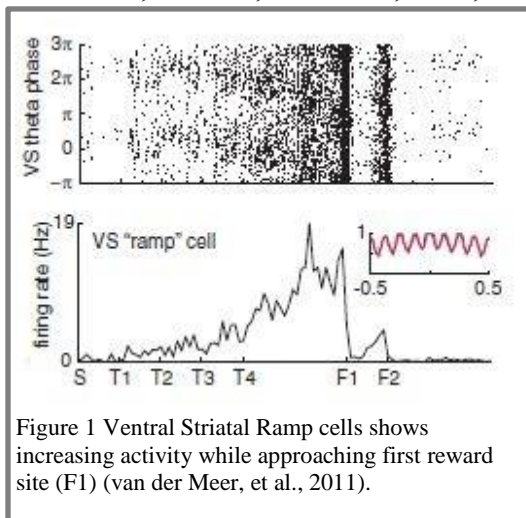 3π
2π
π
0
−π
VS theta phase
19
VS "ramp" cell
firing rate (Hz)
0
1
0
-0.5 0.5
S T1 T2 T3 T4 F1 F2
Figure 1 Ventral Striatal Ramp cells shows
increasing activity while approaching first reward
site (F1) (van der Meer, et al., 2011).